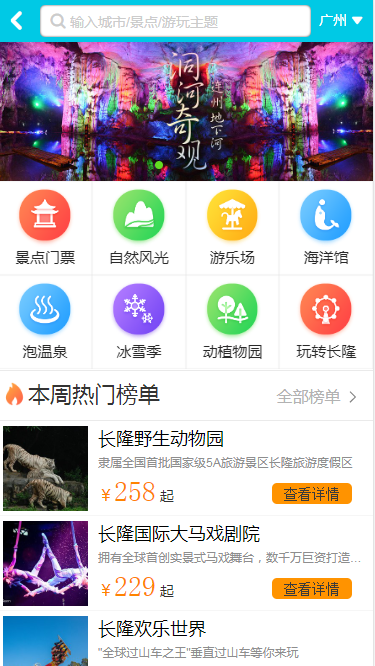 输入城市/景点/游玩主题
广州
洞河奇观
连州地下河
景点门票
自然风光
游乐场
海洋馆
泡温泉
冰雪季
动植物园
玩转长隆
本周热门榜单
全部榜单
长隆野生动物园
隶属全国首批国家级5A旅游景区长隆旅游度假区
￥258起
查看详情
长隆国际大马戏剧院
拥有全球首创实景式马戏舞台，数千万巨资打造...
￥229起
查看详情
长隆欢乐世界
"全球过山车之王"垂直过山车等你来玩